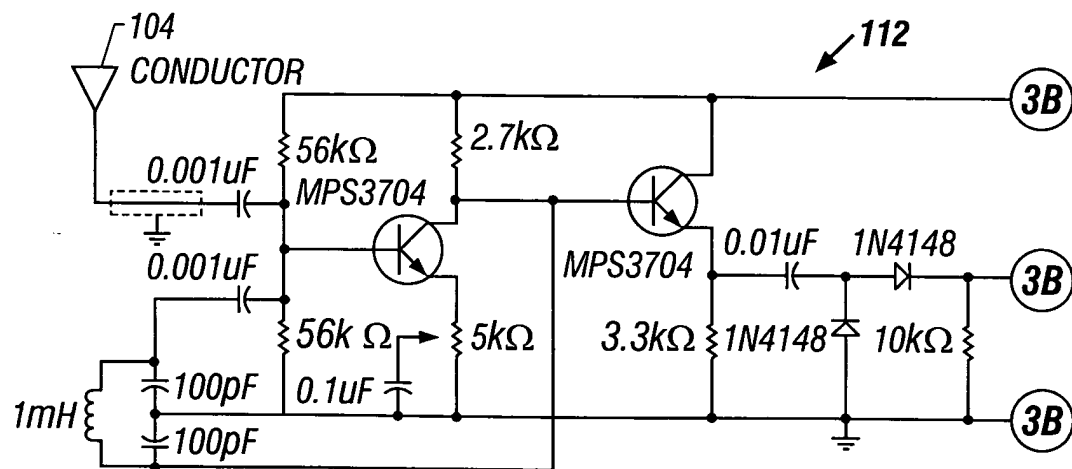 104
CONDUCTOR
112
3B
56kΩ
2.7kΩ
0.001uF
MPS3704
0.001uF
MPS3704
0.01uF
1N4148
3B
56k Ω
5kΩ
3.3kΩ
1N4148
10kΩ
0.1uF
100pF
1mH
100pF
3B